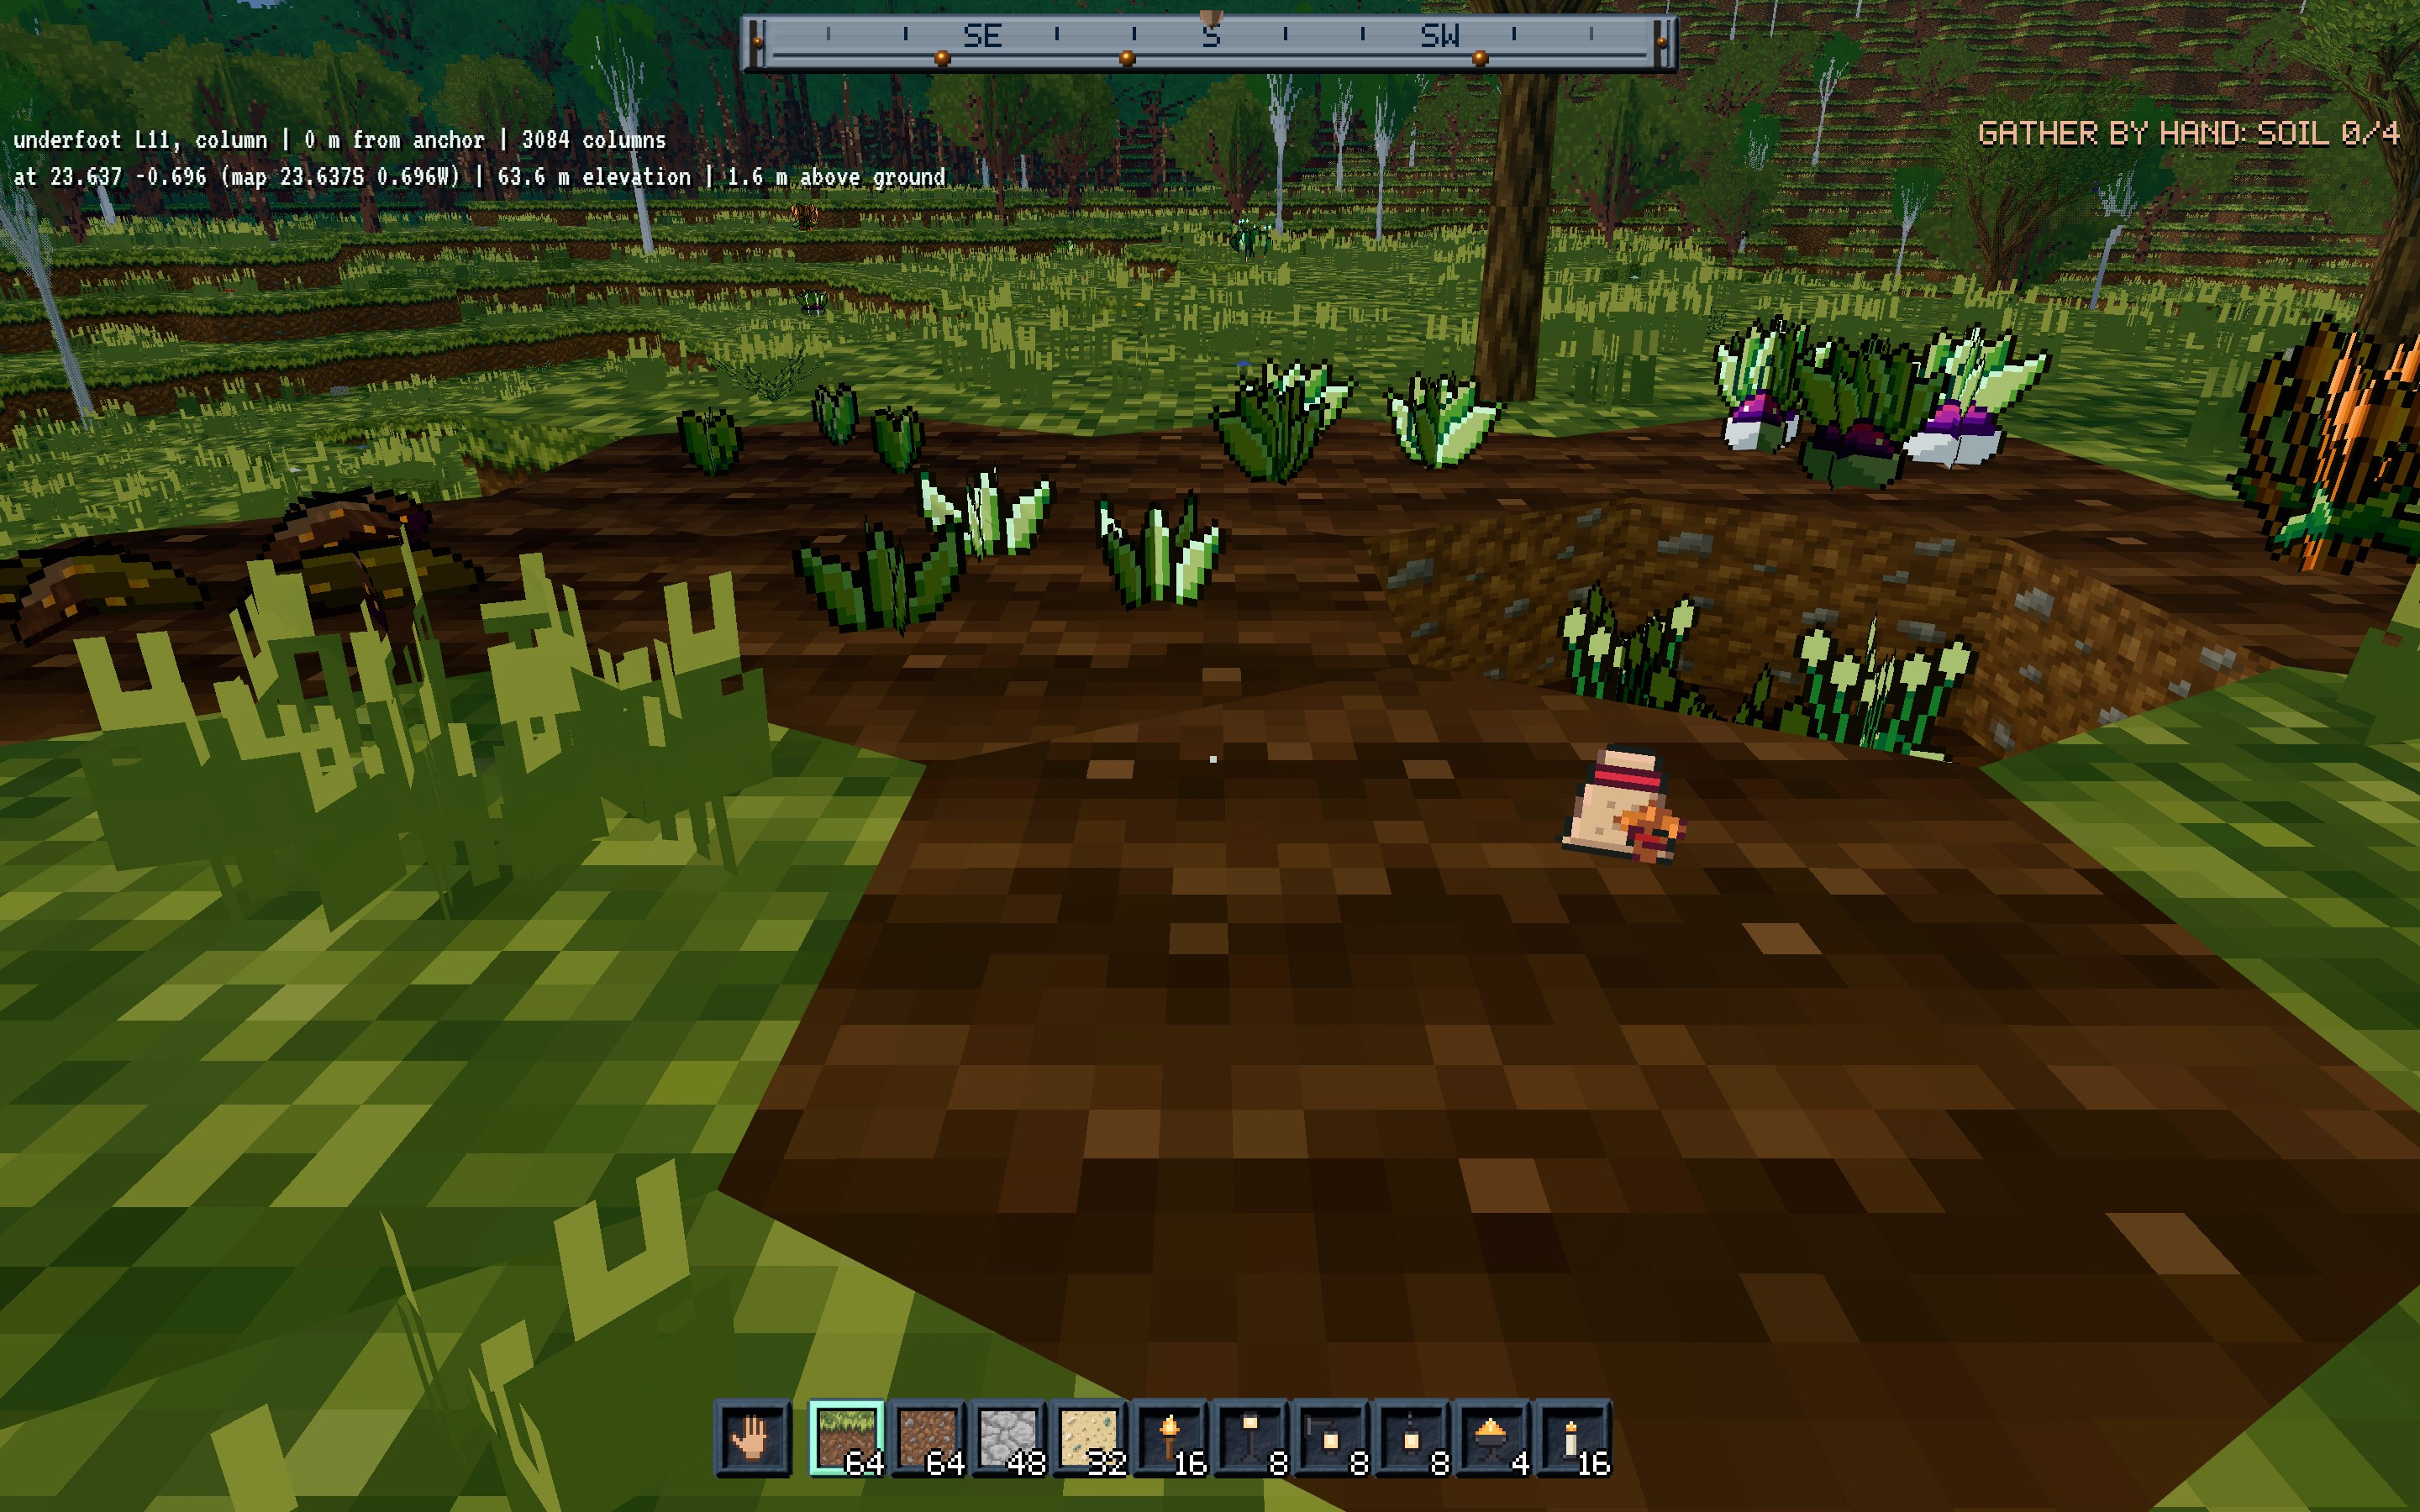 SE S SW
underfoot L11, column | 0 m from anchor | 3084 columns
GATHER BY HAND: SOIL 0/4
at 23.637 -0.696 (map 23.637S 0.696W) | 63.6 m elevation | 1.6 m above ground
64 64 48 32 16 8 8 8 4 16